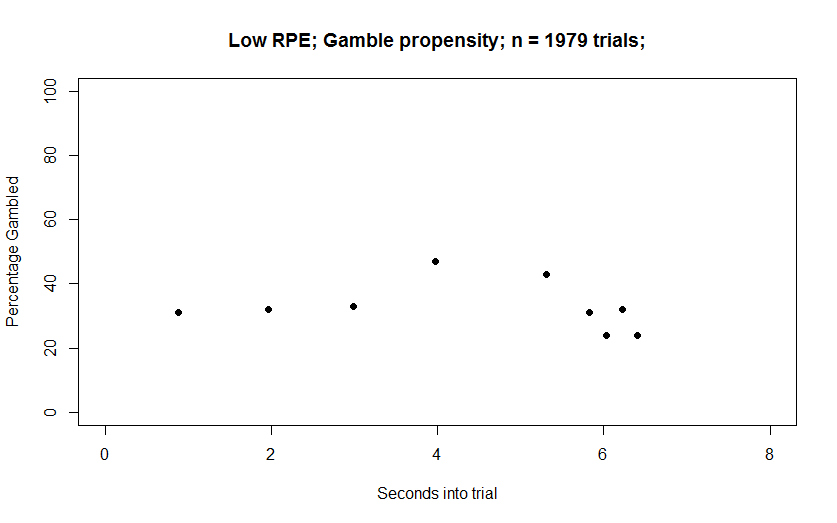 Low RPE; Gamble propensity; n = 1979 trials;
100
80
60
40
20
0
Percentage Gambled
0 2 4 6 8
Seconds into trial